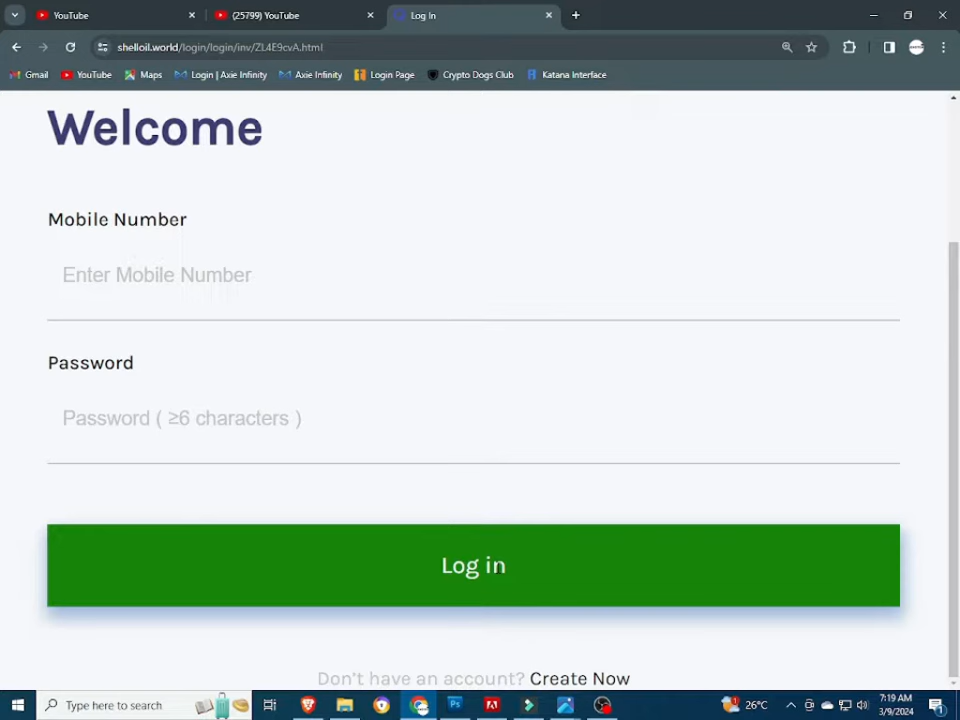 YouTube
(25799) YouTube
Log In
shelloil.world/login/login/inv/ZL4E9cvA.html
Gmail
YouTube
Maps
Login | Axie Infinity
Axie Infinity
Login Page
Crypto Dogs Club
Katana Interface
Welcome
Mobile Number
Enter Mobile Number
Password
Password ( ≥6 characters )
Log in
Don't have an account? Create Now
Type here to search
Ps
26°C
7:19 AM
3/9/2024
1